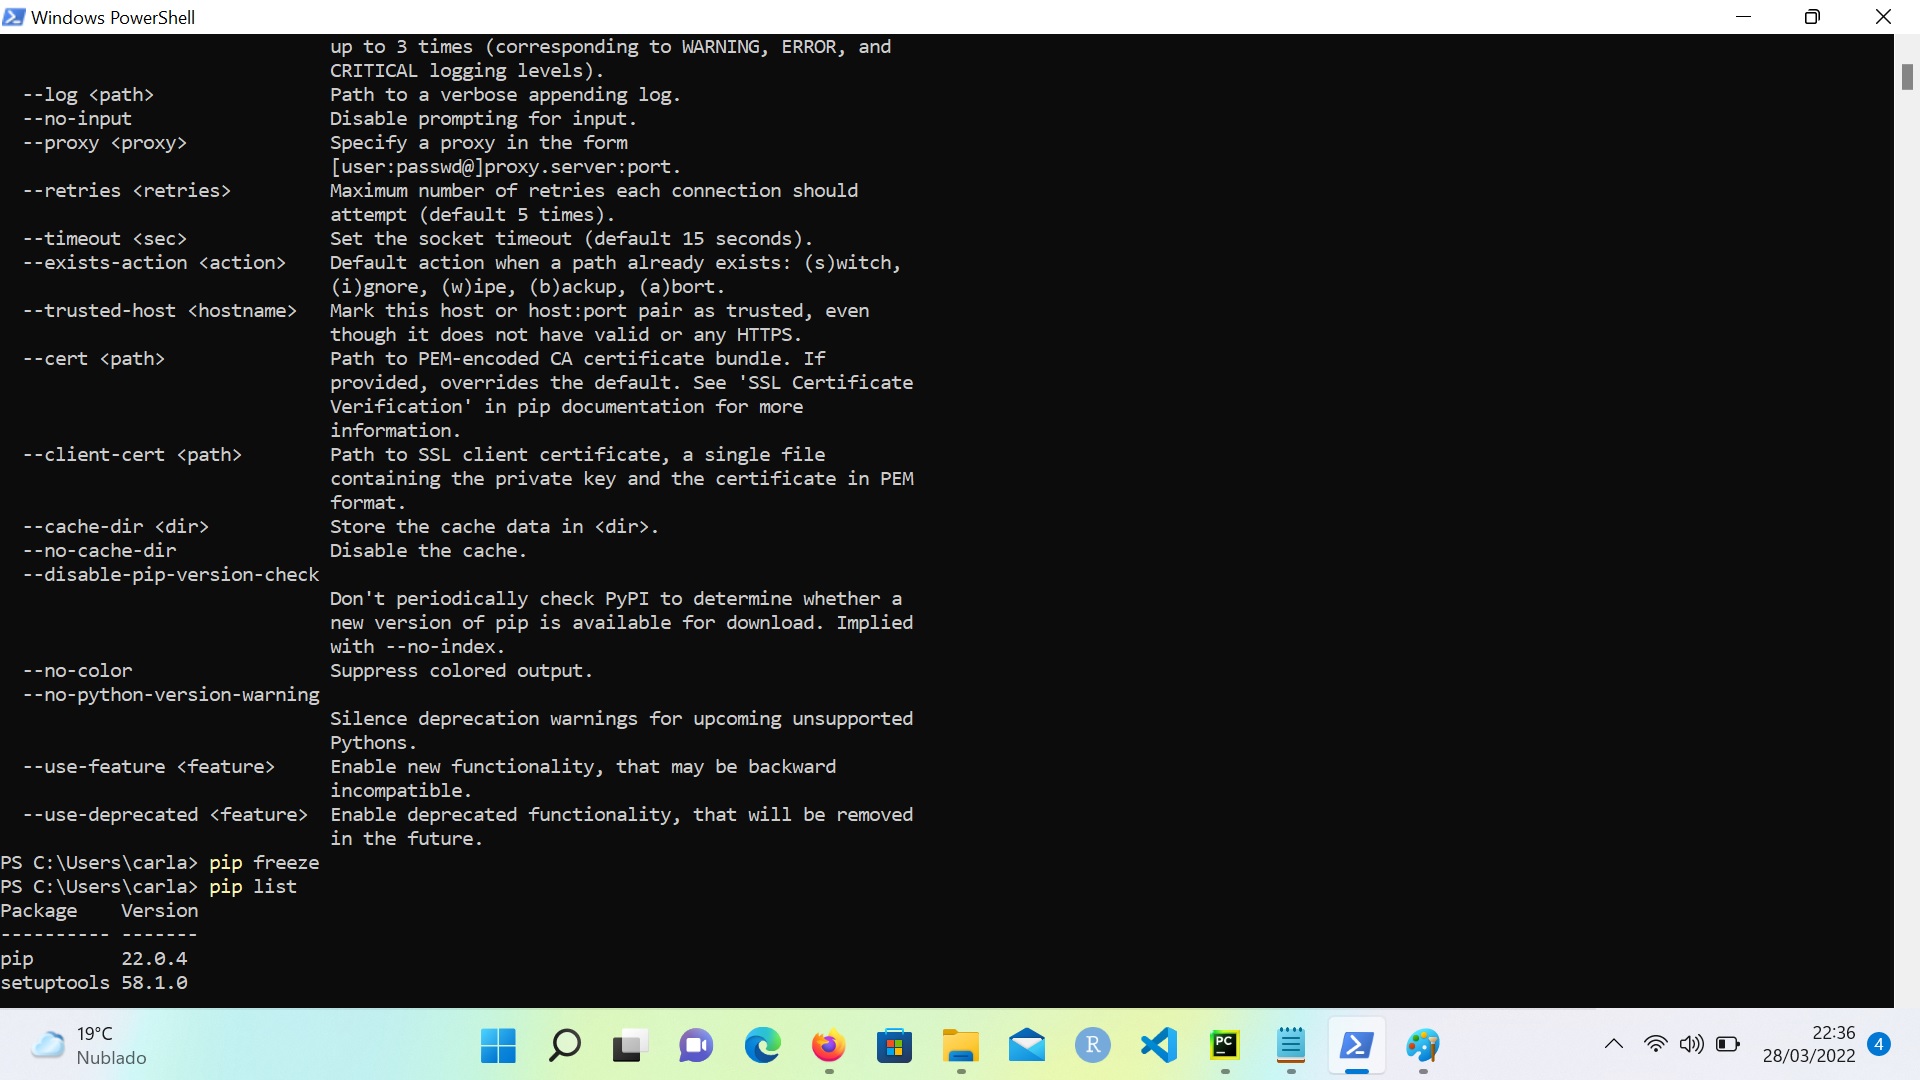 Windows PowerShell
up to 3 times (corresponding to WARNING, ERROR, and
CRITICAL logging levels).
--log <path> Path to a verbose appending log.
--no-input Disable prompting for input.
--proxy <proxy> Specify a proxy in the form
[user:passwd@]proxy.server:port.
--retries <retries> Maximum number of retries each connection should
attempt (default 5 times).
--timeout <sec> Set the socket timeout (default 15 seconds).
--exists-action <action> Default action when a path already exists: (s)witch,
(i)gnore, (w)ipe, (b)ackup, (a)bort.
--trusted-host <hostname> Mark this host or host:port pair as trusted, even
though it does not have valid or any HTTPS.
--cert <path> Path to PEM-encoded CA certificate bundle. If
provided, overrides the default. See 'SSL Certificate
Verification' in pip documentation for more
information.
--client-cert <path> Path to SSL client certificate, a single file
containing the private key and the certificate in PEM
format.
--cache-dir <dir> Store the cache data in <dir>.
--no-cache-dir Disable the cache.
--disable-pip-version-check
Don't periodically check PyPI to determine whether a
new version of pip is available for download. Implied
with --no-index.
--no-color Suppress colored output.
--no-python-version-warning
Silence deprecation warnings for upcoming unsupported
Pythons.
--use-feature <feature> Enable new functionality, that may be backward
incompatible.
--use-deprecated <feature> Enable deprecated functionality, that will be removed
in the future.
PS C:\Users\carla> pip freeze
PS C:\Users\carla> pip list
Package Version
---------- -------
pip 22.0.4
setuptools 58.1.0
19°C
Nublado
R
PC
22:36
28/03/2022
4